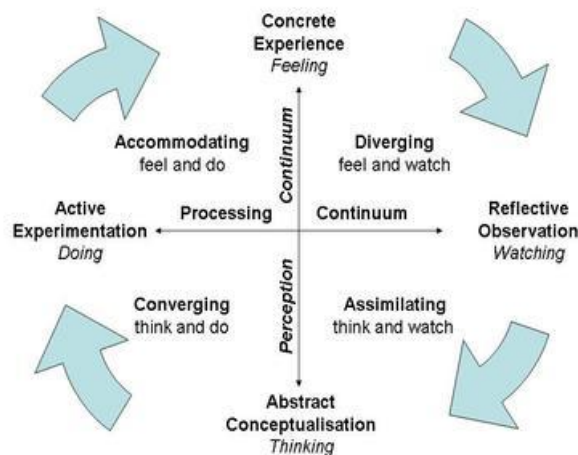 Concrete
Experience
Feeling
Accommodating
feel and do
Continuum
Diverging
feel and watch
Active
Experimentation
Doing
Processing
Continuum
Reflective
Observation
Watching
Converging
think and do
Perception
Assimilating
think and watch
Abstract
Conceptualisation
Thinking